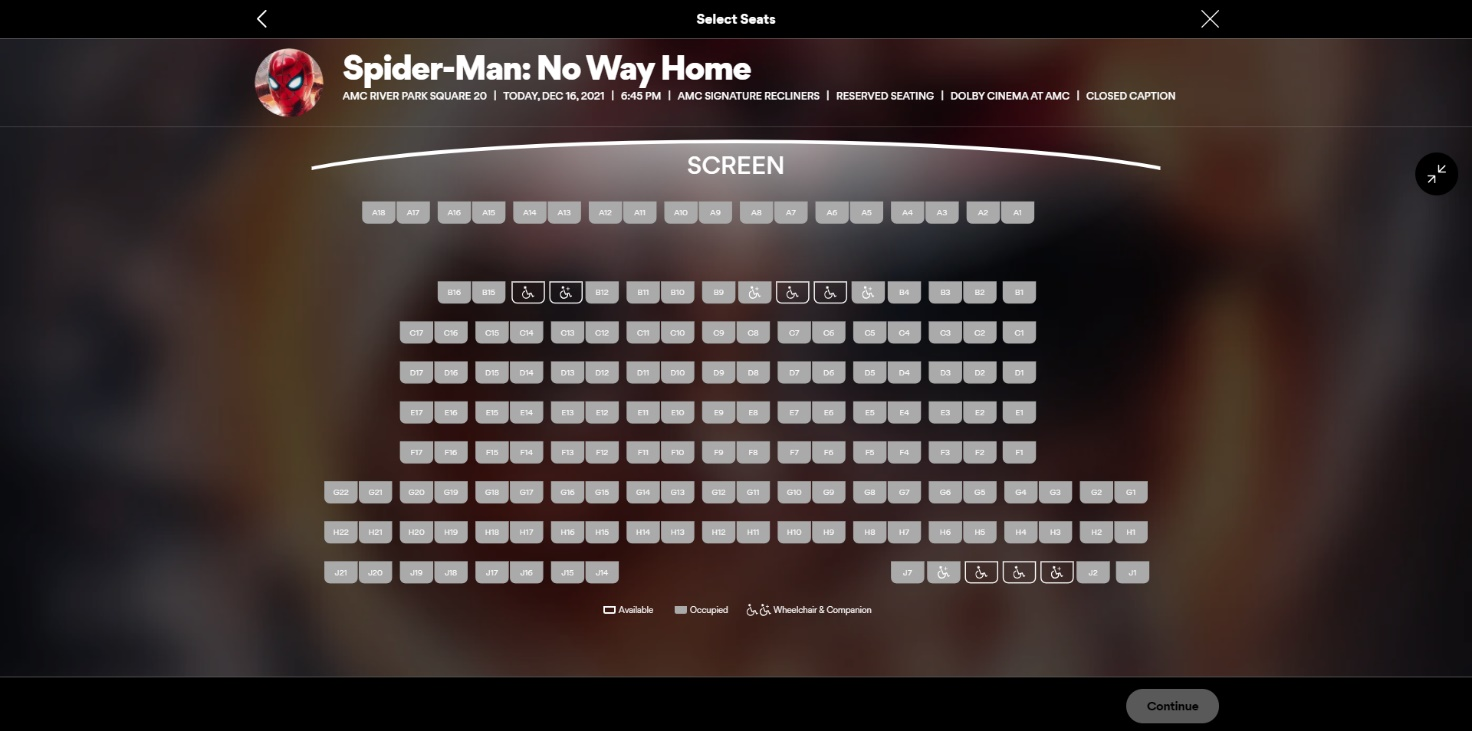 Select Seats
Spider-Man: No Way Home
AMC RIVER PARK SQUARE 20 | TODAY, DEC 16, 2021 | 6:45 PM | AMC SIGNATURE RECLINERS | RESERVED SEATING | DOLBY CINEMA AT AMC | CLOSED CAPTION
SCREEN
A18 A17 A16 A15 A14 A13 A12 A11 A10 A9 A8 A7 A6 A5 A4 A3 A2 A1
B16 B15 B12 B11 B10 B9 B4 B3 B2 B1
C17 C16 C15 C14 C13 C12 C11 C10 C9 C8 C7 C6 C5 C4 C3 C2 C1
D17 D16 D15 D14 D13 D12 D11 D10 D9 D8 D7 D6 D5 D4 D3 D2 D1
E17 E16 E15 E14 E13 E12 E11 E10 E9 E8 E7 E6 E5 E4 E3 E2 E1
F17 F16 F15 F14 F13 F12 F11 F10 F9 F8 F7 F6 F5 F4 F3 F2 F1
G22 G21 G20 G19 G18 G17 G16 G15 G14 G13 G12 G11 G10 G9 G8 G7 G6 G5 G4 G3 G2 G1
H22 H21 H20 H19 H18 H17 H16 H15 H14 H13 H12 H11 H10 H9 H8 H7 H6 H5 H4 H3 H2 H1
J21 J20 J19 J18 J17 J16 J15 J14 J7 J2 J1
Available Occupied Wheelchair & Companion
Continue